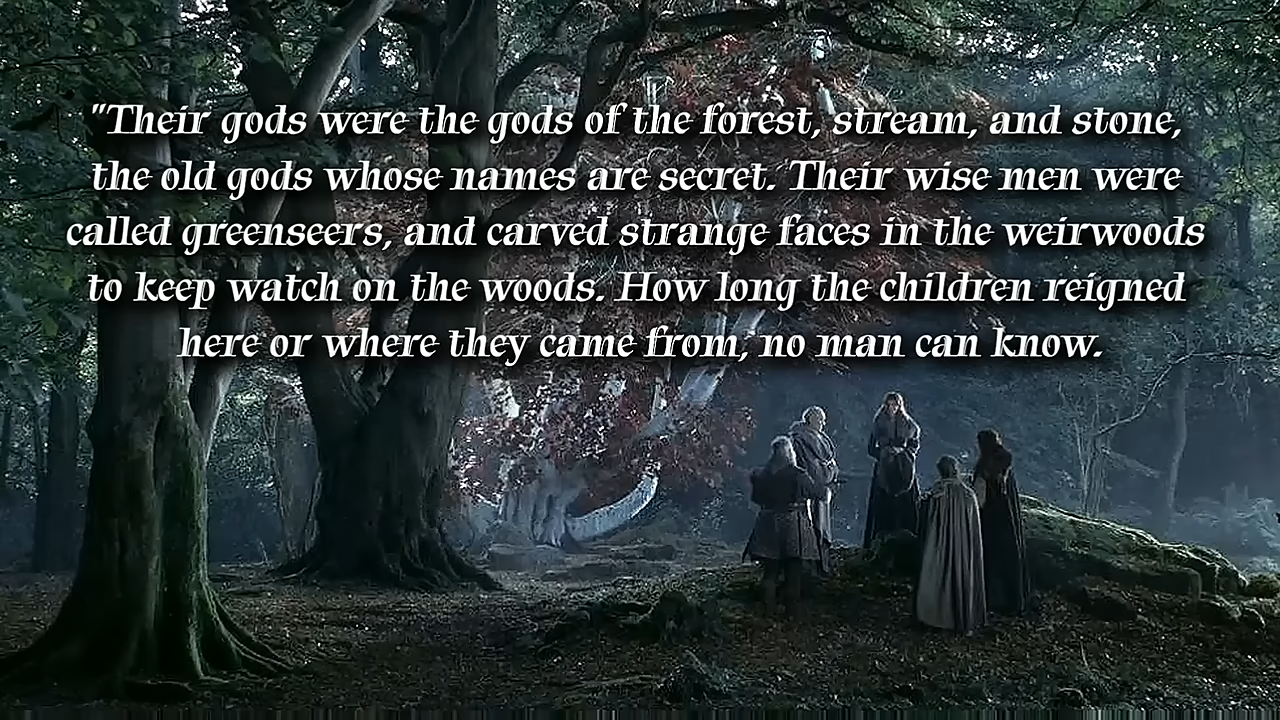 "Their gods were the gods of the forest, stream, and stone,
the old gods whose names are secret. Their wise men were
called greenseers, and carved strange faces in the weirwoods
to keep watch on the woods. How long the children reigned
here or where they came from, no man can know.